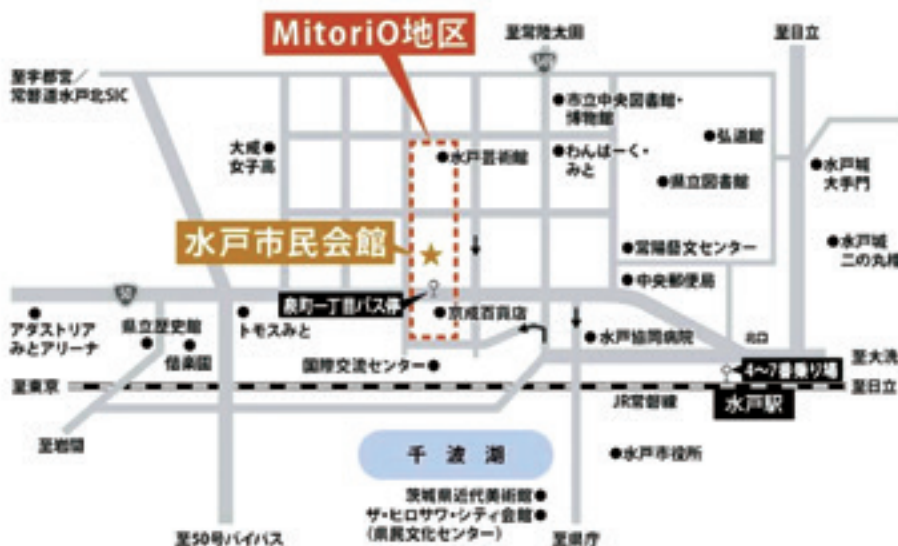 MitoriO地区
至常陸太田
至日立
349
至宇都宮/
常磐道水戸北SIC
市立中央図書館・
博物館
弘道館
大成
女子高
水戸芸術館
わんぱーく・
みと
水戸城
大手門
県立図書館
水戸市民会館
常陽藝文センター
水戸城
二の丸
中央郵便局
50
泉町一丁目バス停
アダストリア
みとアリーナ
県立歴史館
偕楽園
トモスみと
京成百貨店
水戸協同病院
北口
国際交流センター
至大洗
4〜7番乗り場
至東京
JR常磐線
水戸駅
至日立
至岩間
千波湖
水戸市役所
茨城県近代美術館
ザ・ヒロサワ・シティ会館
(県民文化センター)
至50号バイパス
至県庁